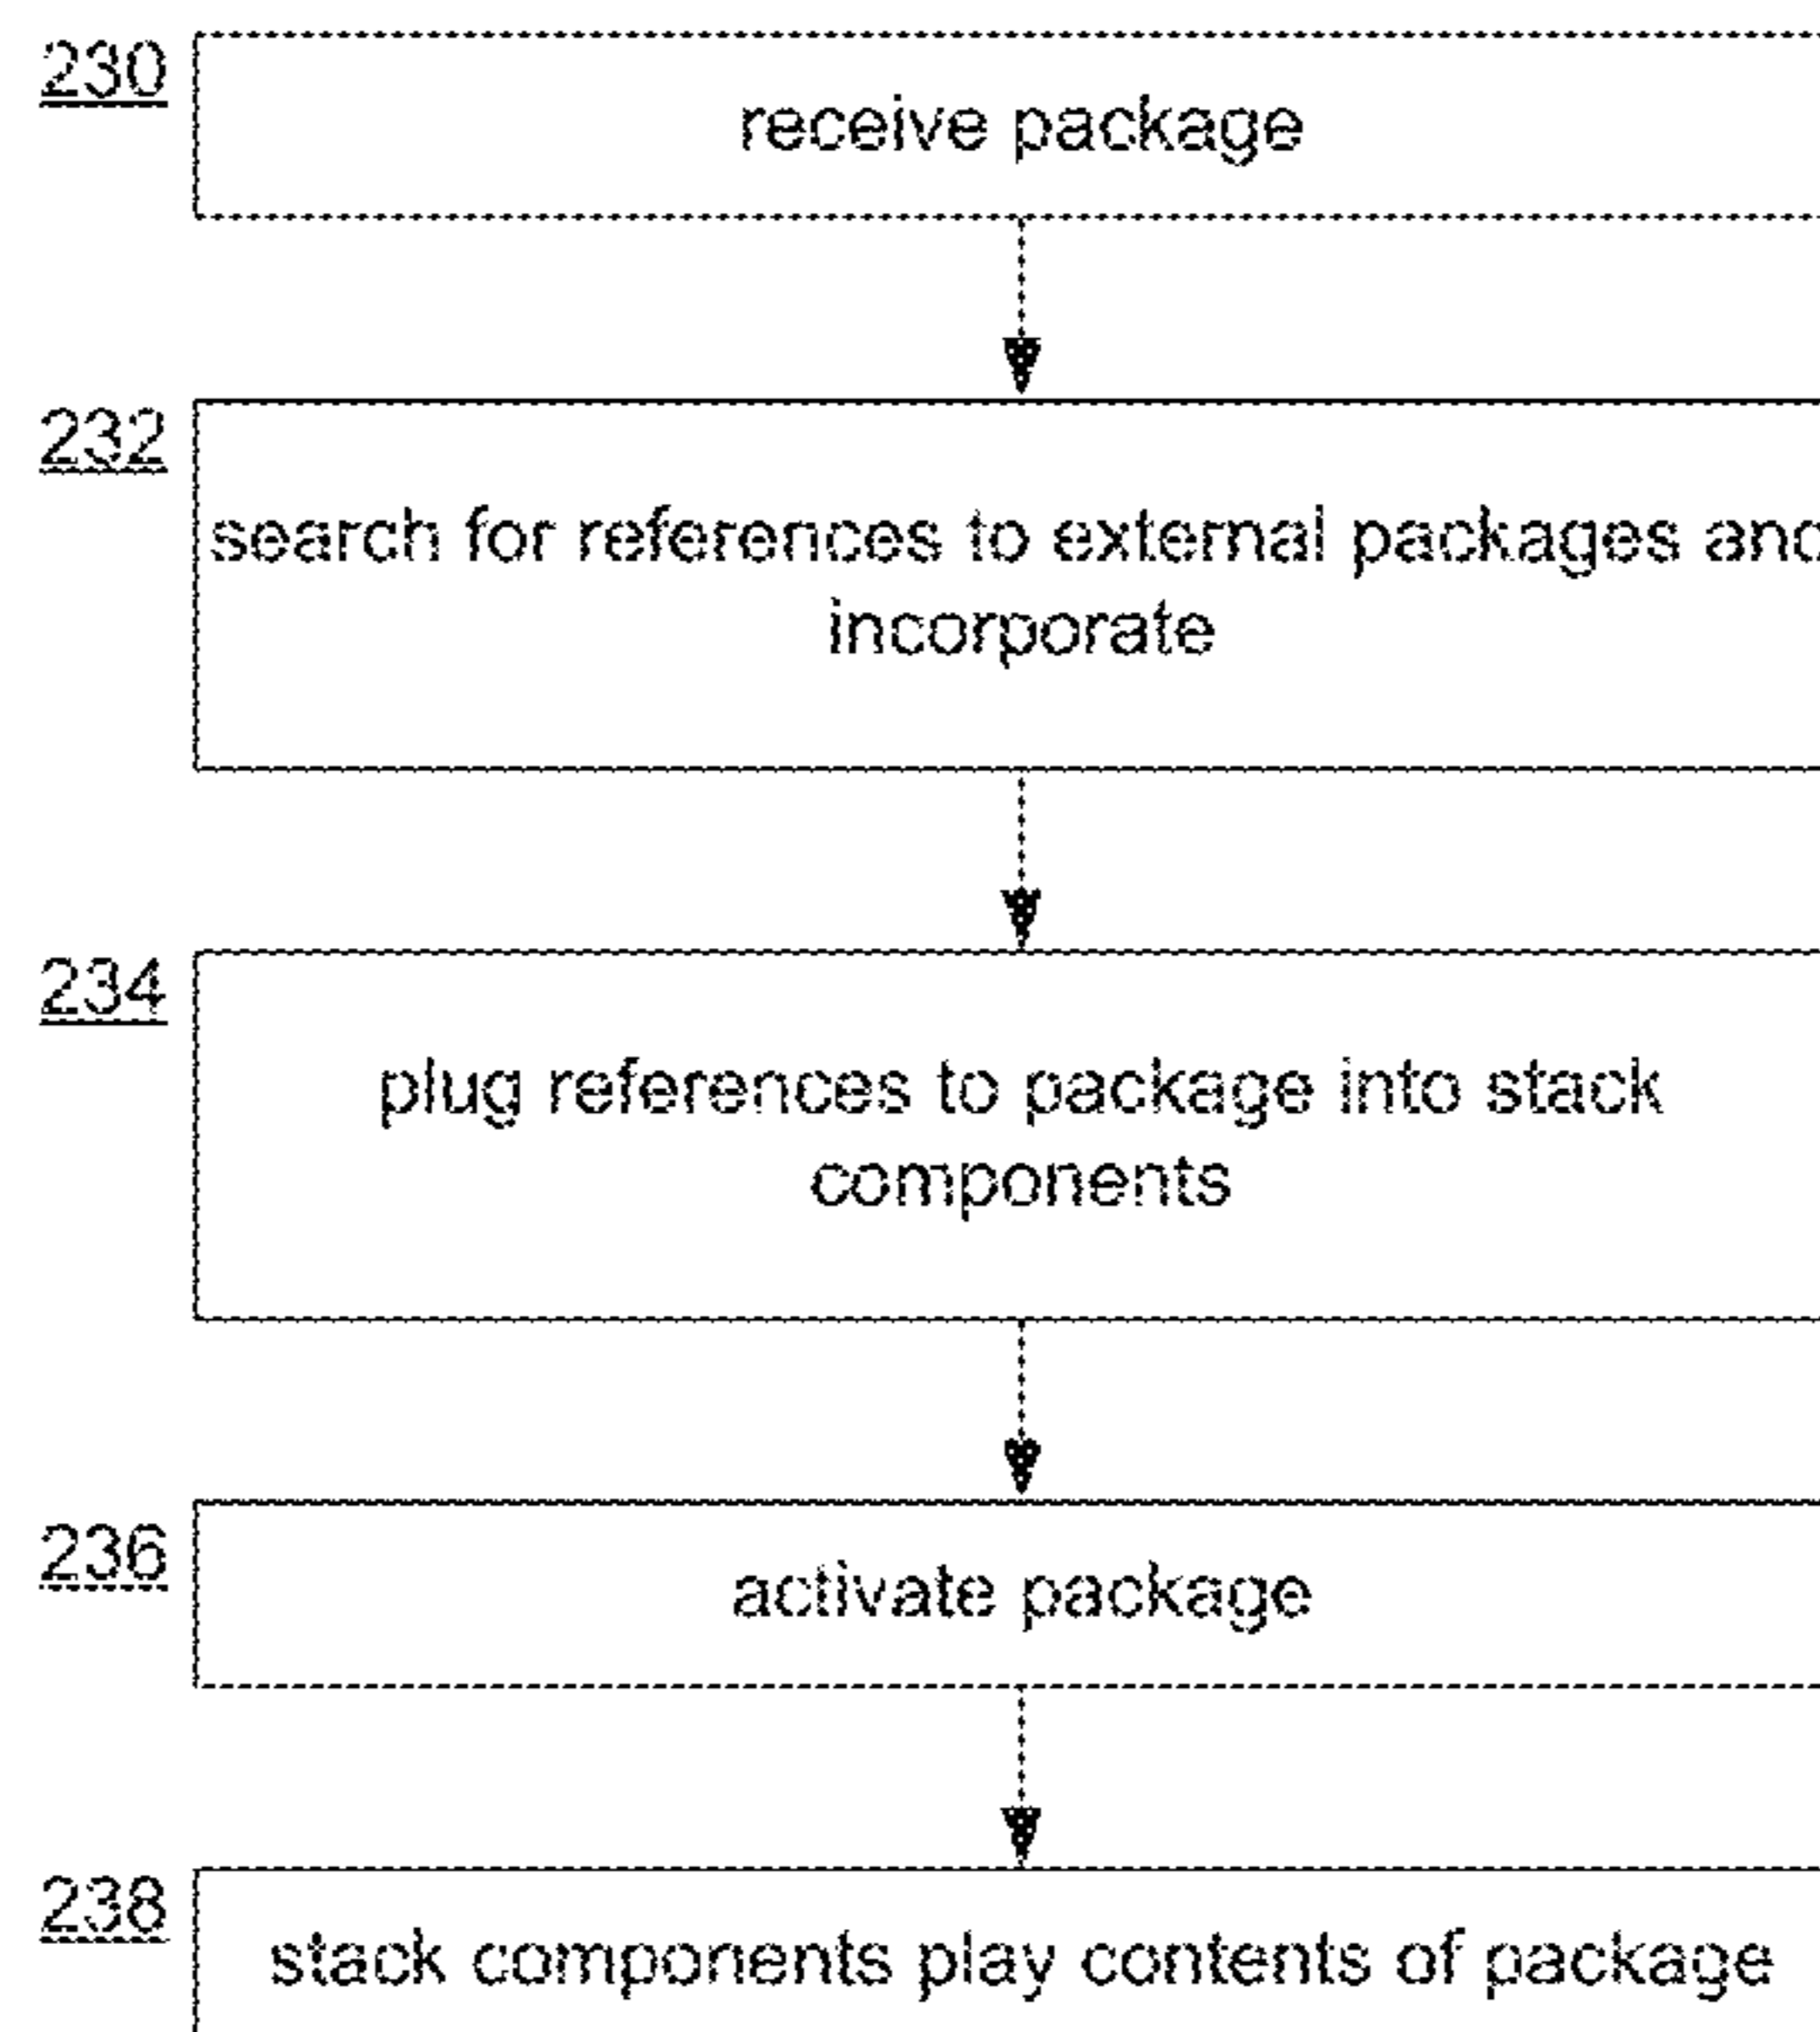 230
receive package
232
search for references to external packages and
incorporate
234
plug references to package into stack
components
236
activate package
238
stack components play contents of package